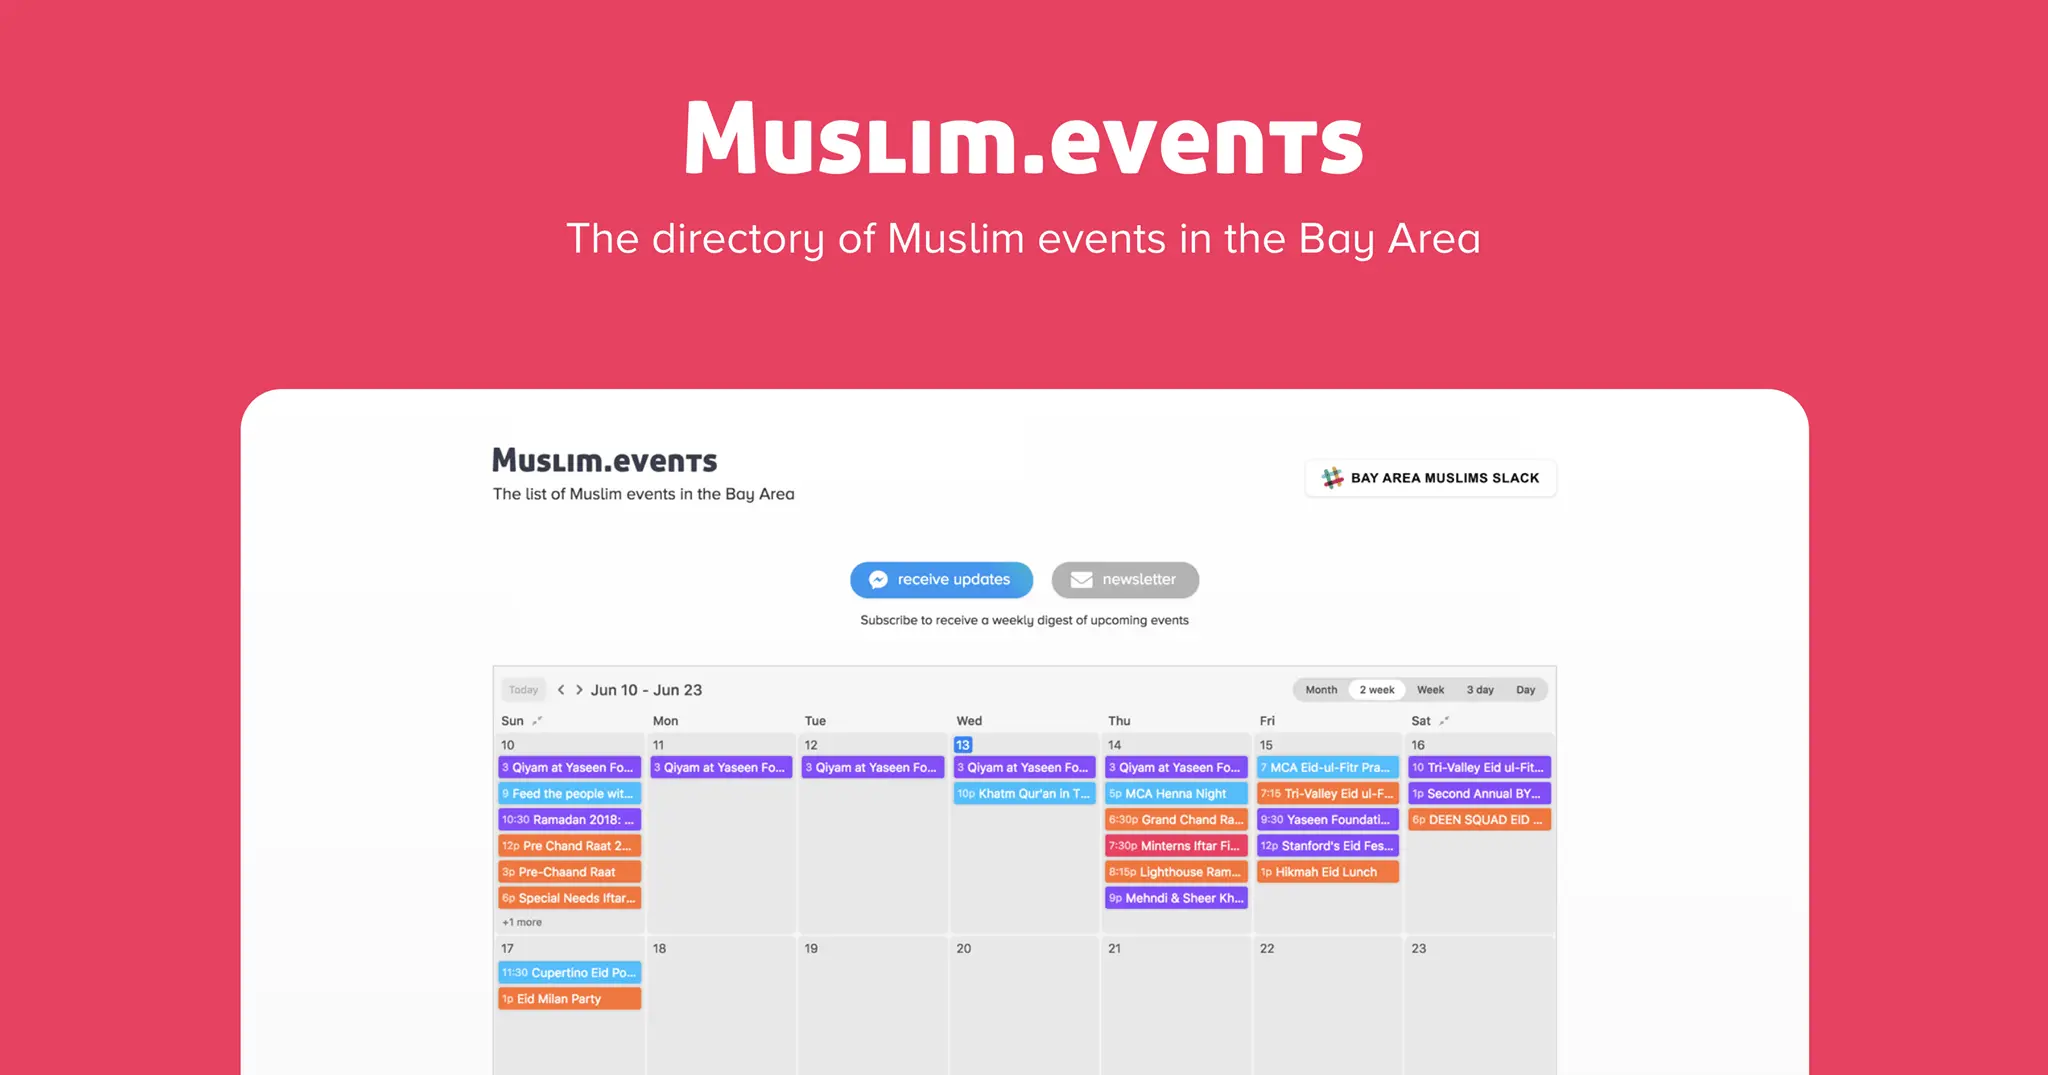 Muslim.events
The directory of Muslim events in the Bay Area
Muslim.events
The list of Muslim events in the Bay Area
BAY AREA MUSLIMS SLACK
receive updates newsletter
Subscribe to receive a weekly digest of upcoming events
Today Jun 10 - Jun 23 Month 2 week Week 3 day Day
Sun Mon Tue Wed Thu Fri Sat
10 11 12 13 14 15 16
3 Qiyam at Yaseen Fo... 3 Qiyam at Yaseen Fo... 3 Qiyam at Yaseen Fo... 3 Qiyam at Yaseen Fo... 3 Qiyam at Yaseen Fo... 7 MCA Eid-ul-Fitr Pra... 10 Tri-Valley Eid ul-Fit...
9 Feed the people wit... 10p Khatm Qur'an in T... 5p MCA Henna Night 7:15 Tri-Valley Eid ul-F... 1p Second Annual BY...
10:30 Ramadan 2018: ... 6:30p Grand Chand Ra... 9:30 Yaseen Foundati... 6p DEEN SQUAD EID ...
12p Pre Chand Raat 2... 7:30p Minterns Iftar Fi... 12p Stanford's Eid Fes...
3p Pre-Chaand Raat 8:15p Lighthouse Ram... 1p Hikmah Eid Lunch
6p Special Needs Iftar... 9p Mehndi & Sheer Kh...
+1 more
17 18 19 20 21 22 23
11:30 Cupertino Eid Po...
1p Eid Milan Party